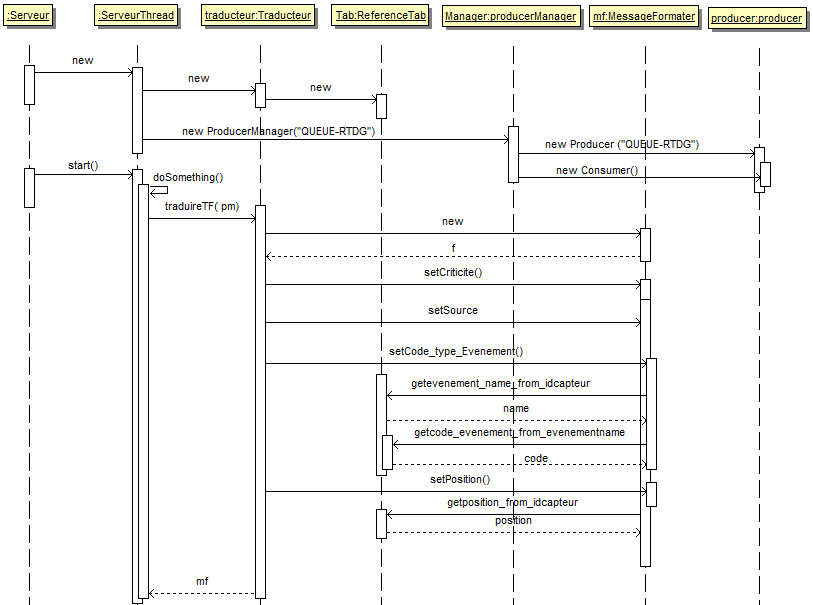 :Serveur
:ServeurThread
traducteur:Traducteur
Tab:ReferenceTab
Manager:producerManager
mf:MessageFormater
producer:producer
new
new
new
new ProducerManager("QUEUE-RTDG")
new Producer ("QUEUE-RTDG")
new Consumer()
start()
doSomething()
traduireTF( pm)
new
f
setCriticite()
setSource
setCode_type_Evenement()
getevenement_name_from_idcapteur
name
getcode_evenement_from_evenementname
code
setPosition()
getposition_from_idcapteur
position
mf